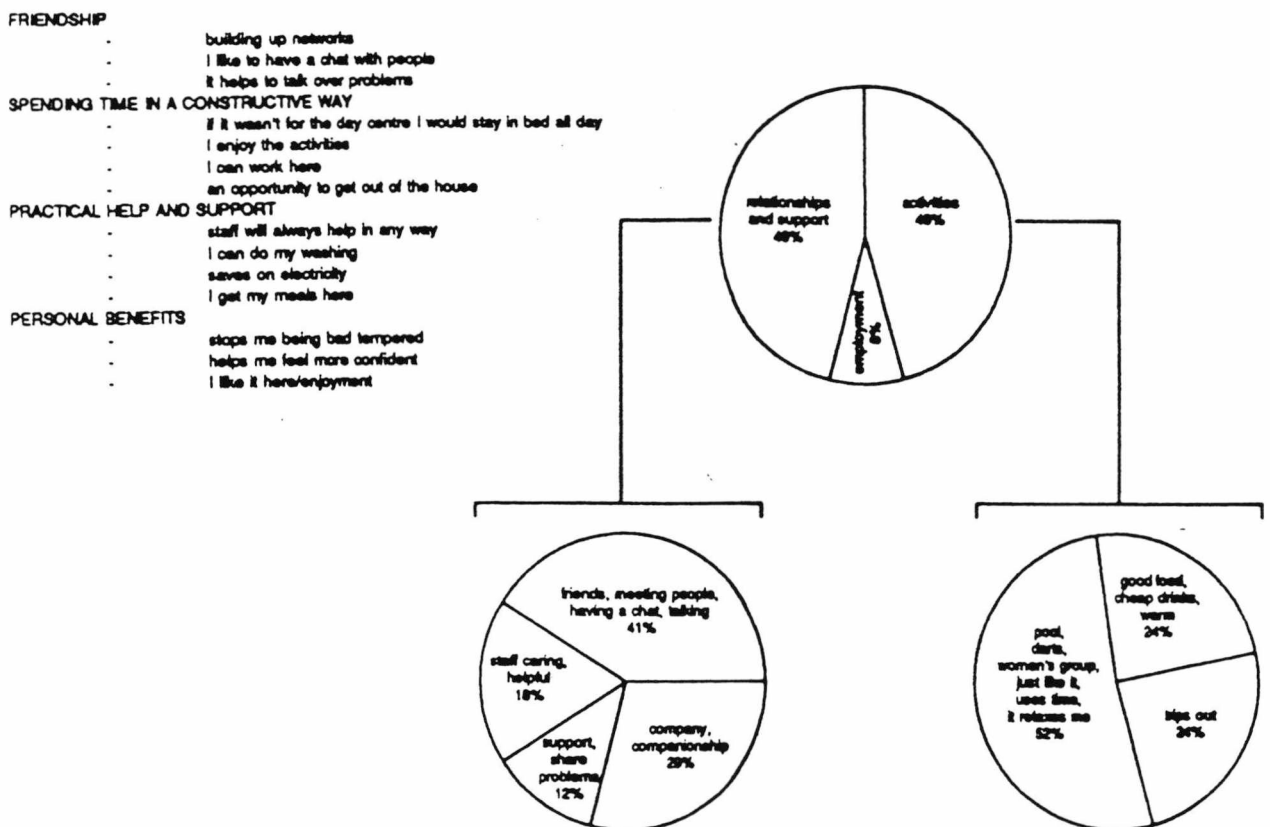 FRIENDSHIP
- building up networks
- I like to have a chat with people
- it helps to talk over problems
SPENDING TIME IN A CONSTRUCTIVE WAY
- if it wasn't for the day centre I would stay in bed all day
- I enjoy the activities
- I can work here
- an opportunity to get out of the house
PRACTICAL HELP AND SUPPORT
- staff will always help in any way
- I can do my washing
- saves on electricity
- I get my meals here
PERSONAL BENEFITS
- stops me being bad tempered
- helps me feel more confident
- I like it here/enjoyment
relationships
and support
activities
employment
8%
friends, meeting people,
having a chat, talking
41%
staff caring,
helpful
18%
support,
share
problems,
12%
company,
companionship
29%
good food,
cheap drinks,
warm
24%
pool,
darts,
women's group,
just like it,
uses time,
it relaxes me
52%
trips out
24%